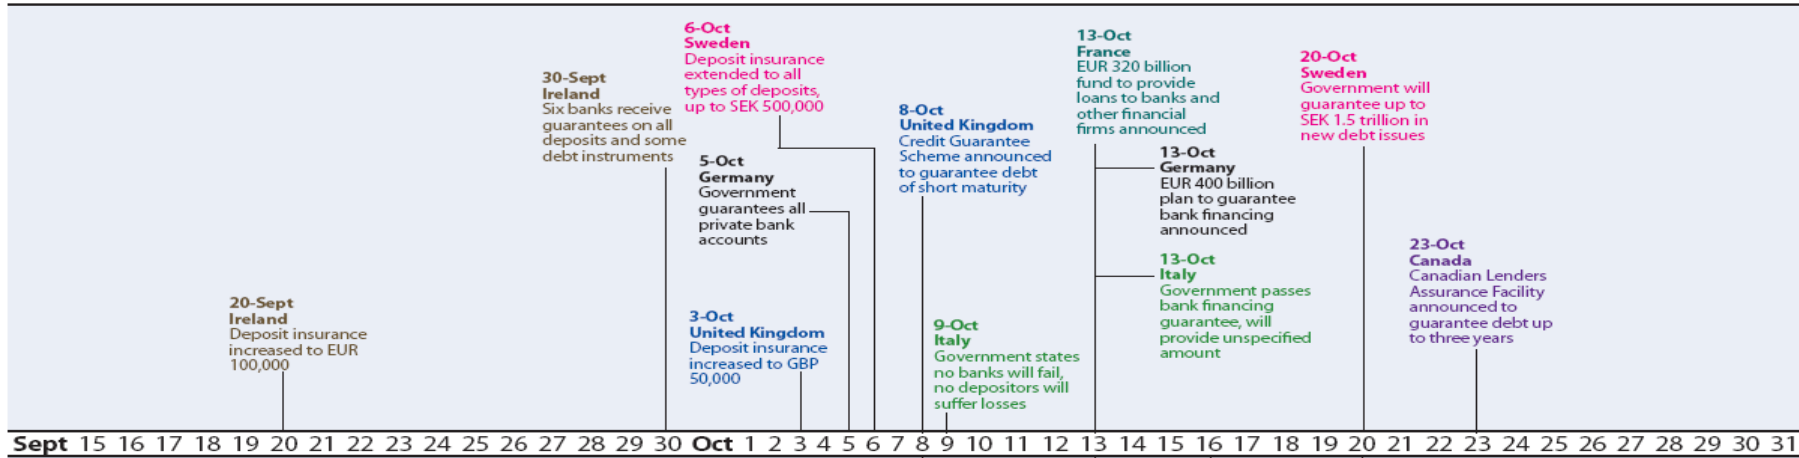 20-Sept
Ireland
Deposit insurance
increased to EUR
100,000
30-Sept
Ireland
Six banks receive
guarantees on all
deposits and some
debt instruments
3-Oct
United Kingdom
Deposit insurance
increased to GBP
50,000
5-Oct
Germany
Government
guarantees all
private bank
accounts
6-Oct
Sweden
Deposit insurance
extended to all
types of deposits,
up to SEK 500,000
8-Oct
United Kingdom
Credit Guarantee
Scheme announced
to guarantee debt
of short maturity
9-Oct
Italy
Government states
no banks will fail,
no depositors will
suffer losses
13-Oct
France
EUR 320 billion
fund to provide
loans to banks and
other financial
firms announced
13-Oct
Germany
EUR 400 billion
plan to guarantee
bank financing
announced
13-Oct
Italy
Government passes
bank financing
guarantee, will
provide unspecified
amount
20-Oct
Sweden
Government will
guarantee up to
SEK 1.5 trillion in
new debt issues
23-Oct
Canada
Canadian Lenders
Assurance Facility
announced to
guarantee debt up
to three years
Sept 15 16 17 18 19 20 21 22 23 24 25 26 27 28 29 30 Oct 1 2 3 4 5 6 7 8 9 10 11 12 13 14 15 16 17 18 19 20 21 22 23 24 25 26 27 28 29 30 31